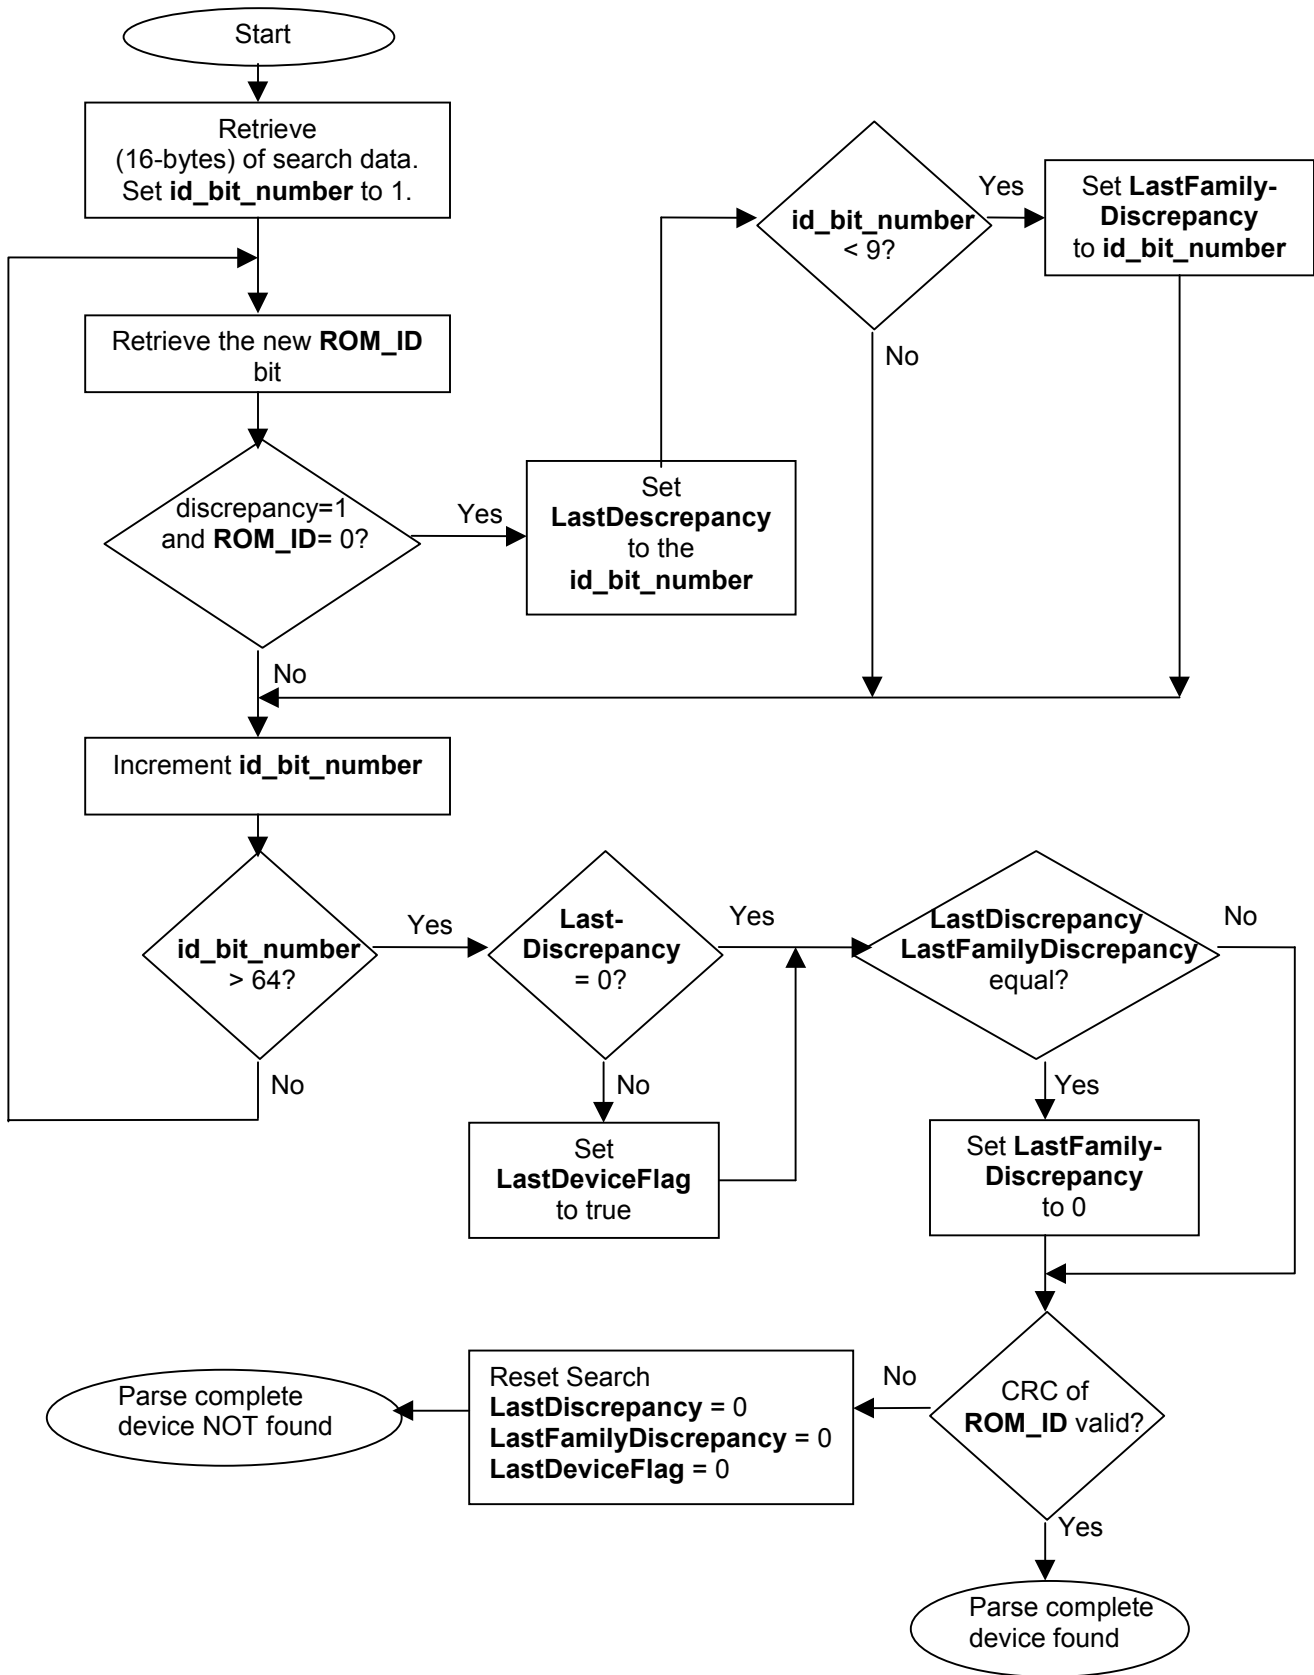 Start
Retrieve
(16-bytes) of search data.
Set id_bit_number to 1.
id_bit_number
< 9?
Yes
No
Set LastFamily-
Discrepancy
to id_bit_number
Retrieve the new ROM_ID
bit
discrepancy=1
and ROM_ID= 0?
Yes
No
Set
LastDescrepancy
to the
id_bit_number
Increment id_bit_number
id_bit_number
> 64?
Yes
No
Last-
Discrepancy
= 0?
Yes
No
Set
LastDeviceFlag
to true
LastDiscrepancy
LastFamilyDiscrepancy
equal?
No
Yes
Set LastFamily-
Discrepancy
to 0
CRC of
ROM_ID valid?
No
Yes
Reset Search
LastDiscrepancy = 0
LastFamilyDiscrepancy = 0
LastDeviceFlag = 0
Parse complete
device NOT found
Parse complete
device found